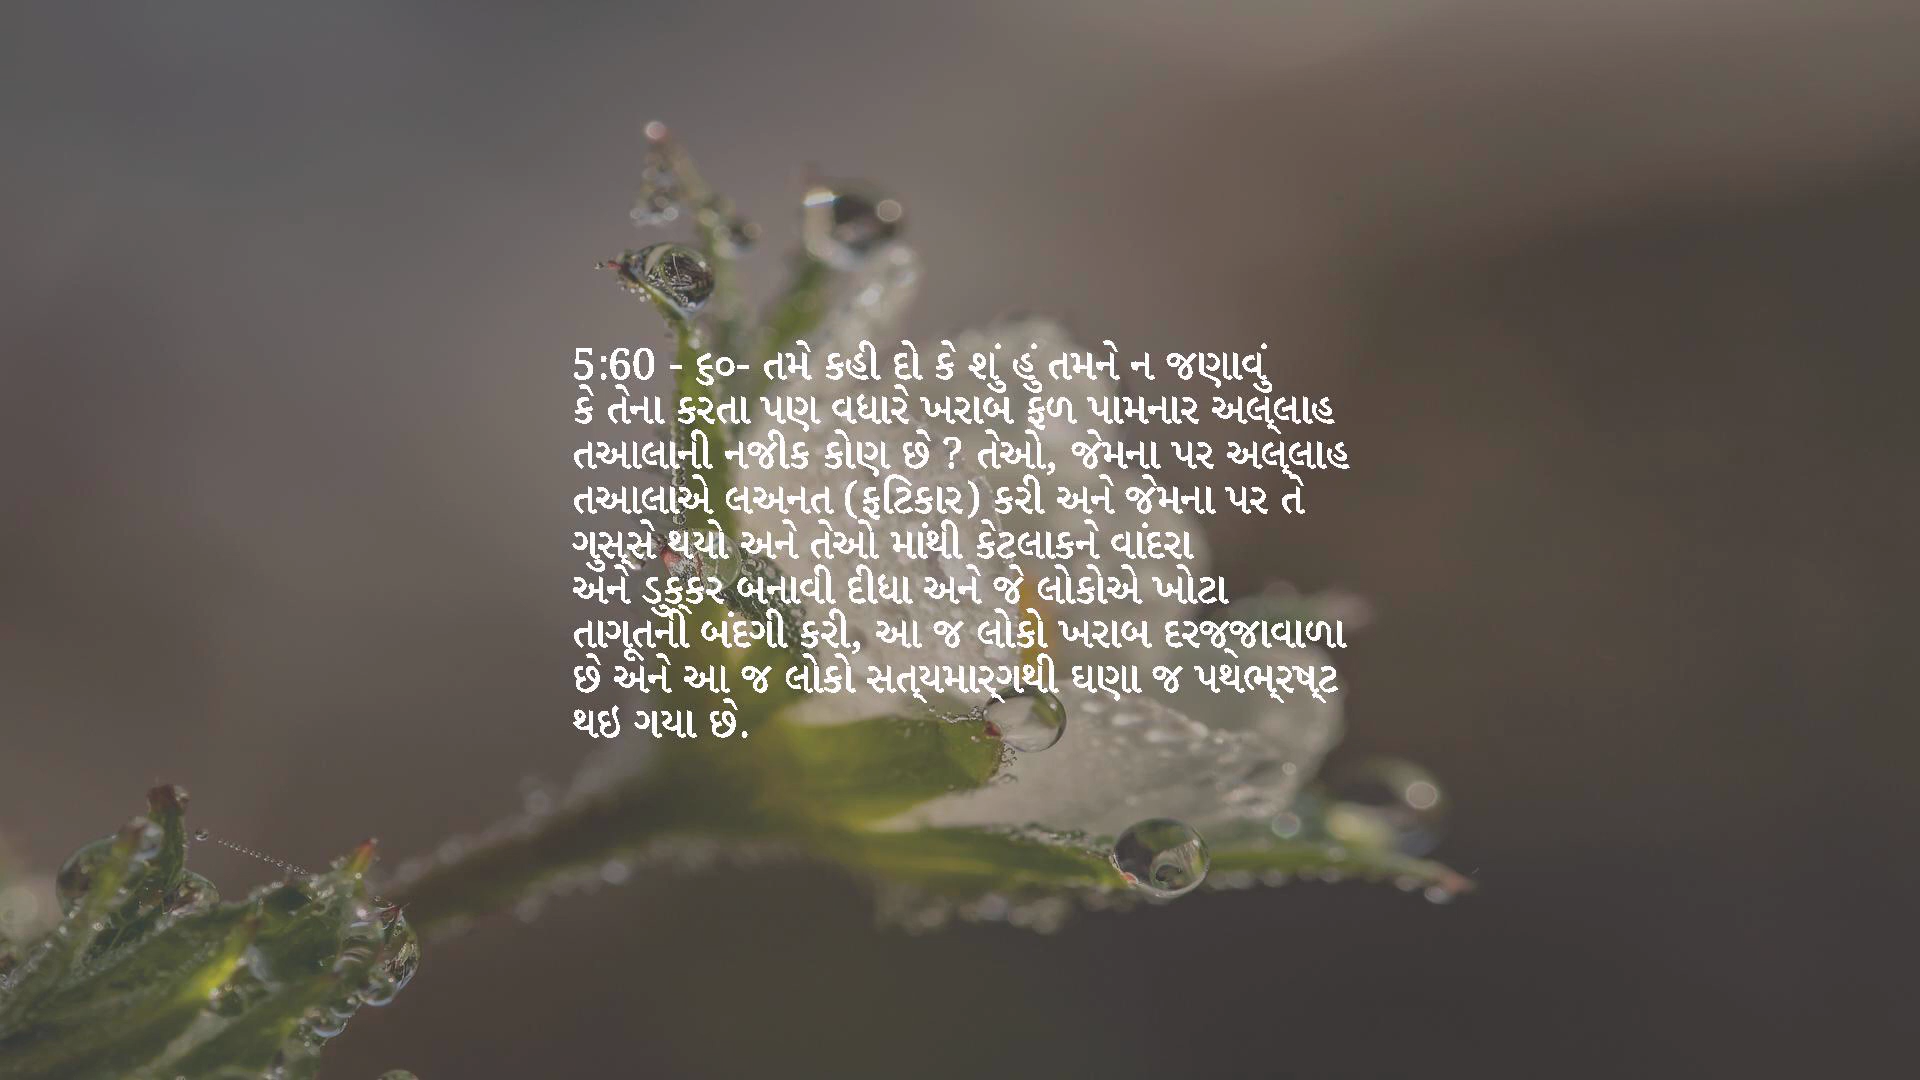 5:60 - ૬૦- તમે કહી દો કે શું હું તમને ન જણાવું
કે તેના કરતા પણ વધારે ખરાબ ફળ પામનાર અલ્લાહ
તઆલાની નજીક કોણ છે ? તેઓ, જેમના પર અલ્લાહ
તઆલાએ લઅનત (ફટિકાર) કરી અને જેમના પર તે
ગુસ્સે થયો અને તેઓ માંથી કેટલાકને વાંદરા
અને ડુક્કર બનાવી દીધા અને જે લોકોએ ખોટા
તાગૂતની બંદગી કરી, આ જ લોકો ખરાબ દરજ્જાવાળા
છે અને આ જ લોકો સત્યમાર્ગથી ઘણા જ પથભ્રષ્ટ
થઇ ગયા છે.